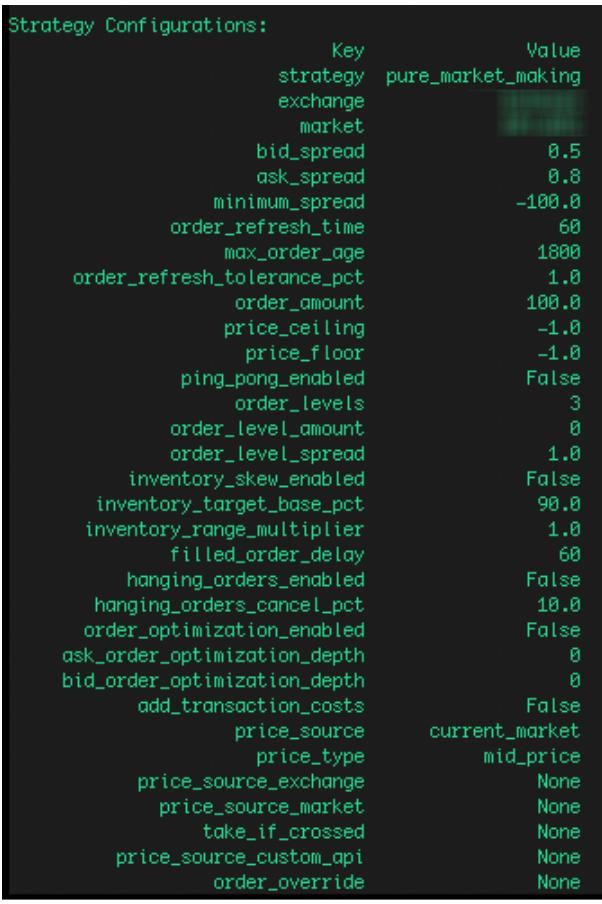 Strategy Configurations:
Key Value
strategy pure_market_making
exchange
market
bid_spread 0.5
ask_spread 0.8
minimum_spread -100.0
order_refresh_time 60
max_order_age 1800
order_refresh_tolerance_pct 1.0
order_amount 100.0
price_ceiling -1.0
price_floor -1.0
ping_pong_enabled False
order_levels 3
order_level_amount 0
order_level_spread 1.0
inventory_skew_enabled False
inventory_target_base_pct 90.0
inventory_range_multiplier 1.0
filled_order_delay 60
hanging_orders_enabled False
hanging_orders_cancel_pct 10.0
order_optimization_enabled False
ask_order_optimization_depth 0
bid_order_optimization_depth 0
add_transaction_costs False
price_source current_market
price_type mid_price
price_source_exchange None
price_source_market None
take_if_crossed None
price_source_custom_api None
order_override None